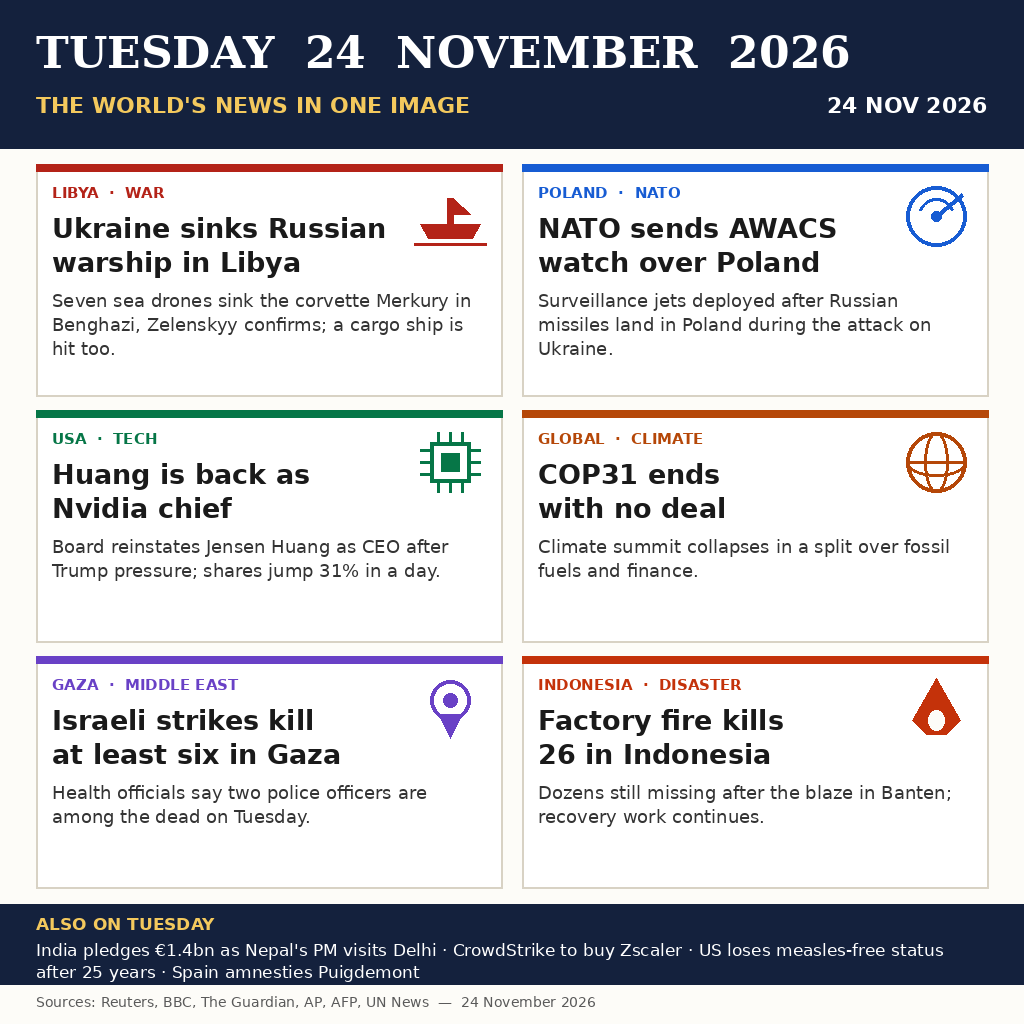 TUESDAY 24 NOVEMBER 2026
THE WORLD'S NEWS IN ONE IMAGE
24 NOV 2026
LIBYA · WAR
Ukraine sinks Russian
warship in Libya
Seven sea drones sink the corvette Merkury in
Benghazi, Zelenskyy confirms; a cargo ship is
hit too.
POLAND · NATO
NATO sends AWACS
watch over Poland
Surveillance jets deployed after Russian
missiles land in Poland during the attack on
Ukraine.
USA · TECH
Huang is back as
Nvidia chief
Board reinstates Jensen Huang as CEO after
Trump pressure; shares jump 31% in a day.
GLOBAL · CLIMATE
COP31 ends
with no deal
Climate summit collapses in a split over fossil
fuels and finance.
GAZA · MIDDLE EAST
Israeli strikes kill
at least six in Gaza
Health officials say two police officers are
among the dead on Tuesday.
INDONESIA · DISASTER
Factory fire kills
26 in Indonesia
Dozens still missing after the blaze in Banten;
recovery work continues.
ALSO ON TUESDAY
India pledges €1.4bn as Nepal's PM visits Delhi · CrowdStrike to buy Zscaler · US loses measles-free status
after 25 years · Spain amnesties Puigdemont
Sources: Reuters, BBC, The Guardian, AP, AFP, UN News — 24 November 2026